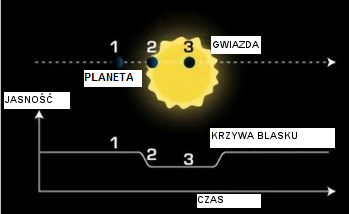 1 2 3 GWIAZDA
PLANETA
JASNOŚĆ
1 KRZYWA BLASKU
2 3
CZAS